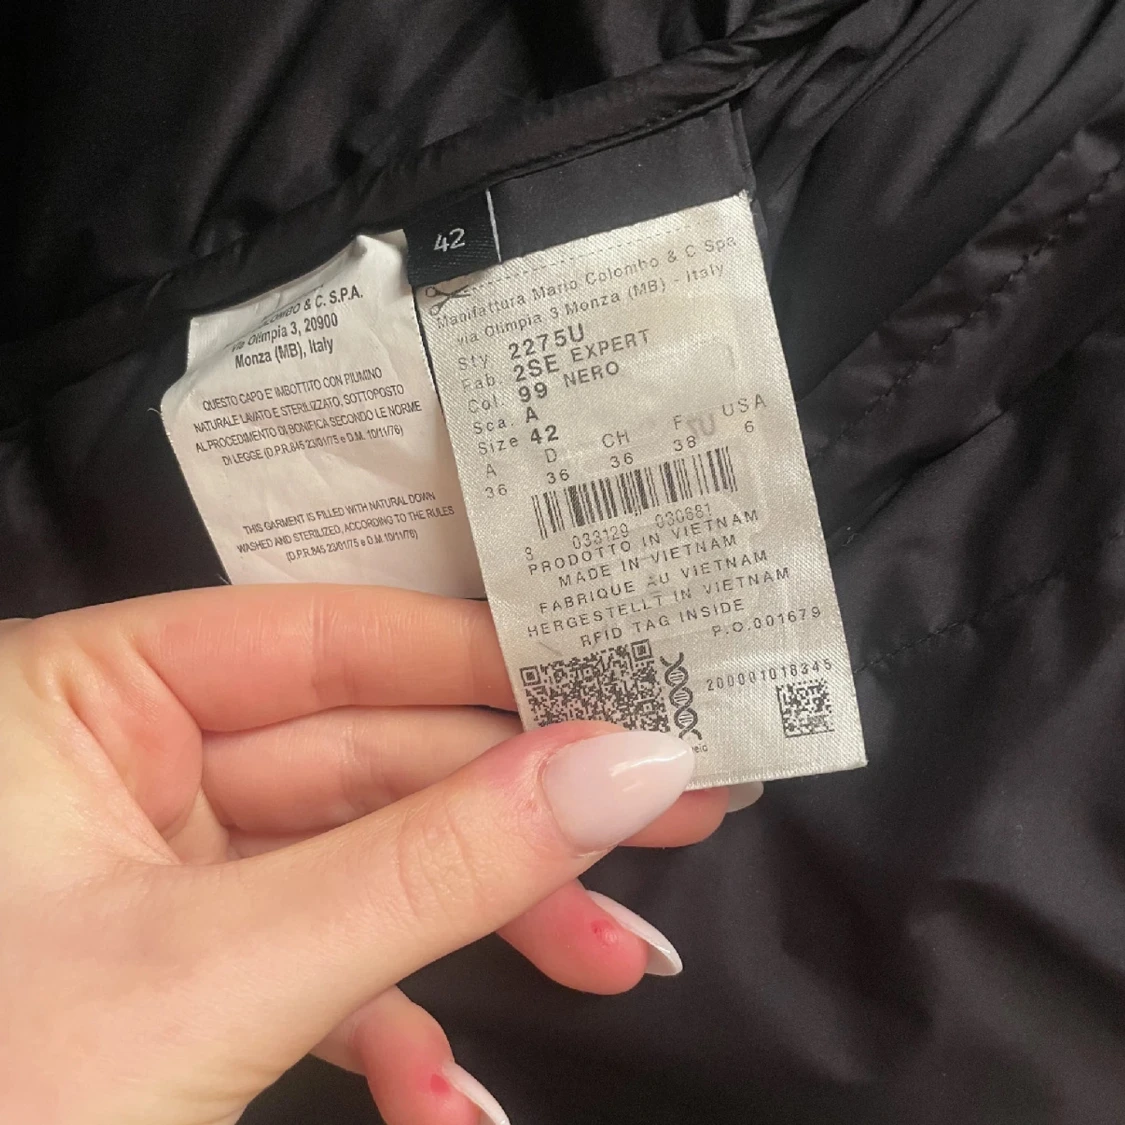 42
& C. S.P.A.
Via Olimpia 3, 20900
Monza (MB), Italy
QUESTO CAPO E' IMBOTTITO CON PIUMINO
NATURALE LAVATO E STERILIZZATO, SOTTOPOSTO
AL PROCEDIMENTO DI BONIFICA SECONDO LE NORME
DI LEGGE (D.P.R.845 23/01/75 e D.M. 10/11/76)
THIS GARMENT IS FILLED WITH NATURAL DOWN
WASHED AND STERILIZED, ACCORDING TO THE RULES
(D.P.R.845 23/01/75 e D.M. 10/11/76)
Manifattura Mario Colombo & C Spa
via Olimpia 3 Monza (MB) - Italy
Sty. 2275U
Fab. 2SE EXPERT
Col. 99 NERO
Sca. A
Size 42
A D CH F USA
36 36 36 38 6
033129 030681
PRODOTTO IN VIETNAM
MADE IN VIETNAM
FABRIQUE AU VIETNAM
HERGESTELLT IN VIETNAM
RFID TAG INSIDE
P.O.001679
200001018345